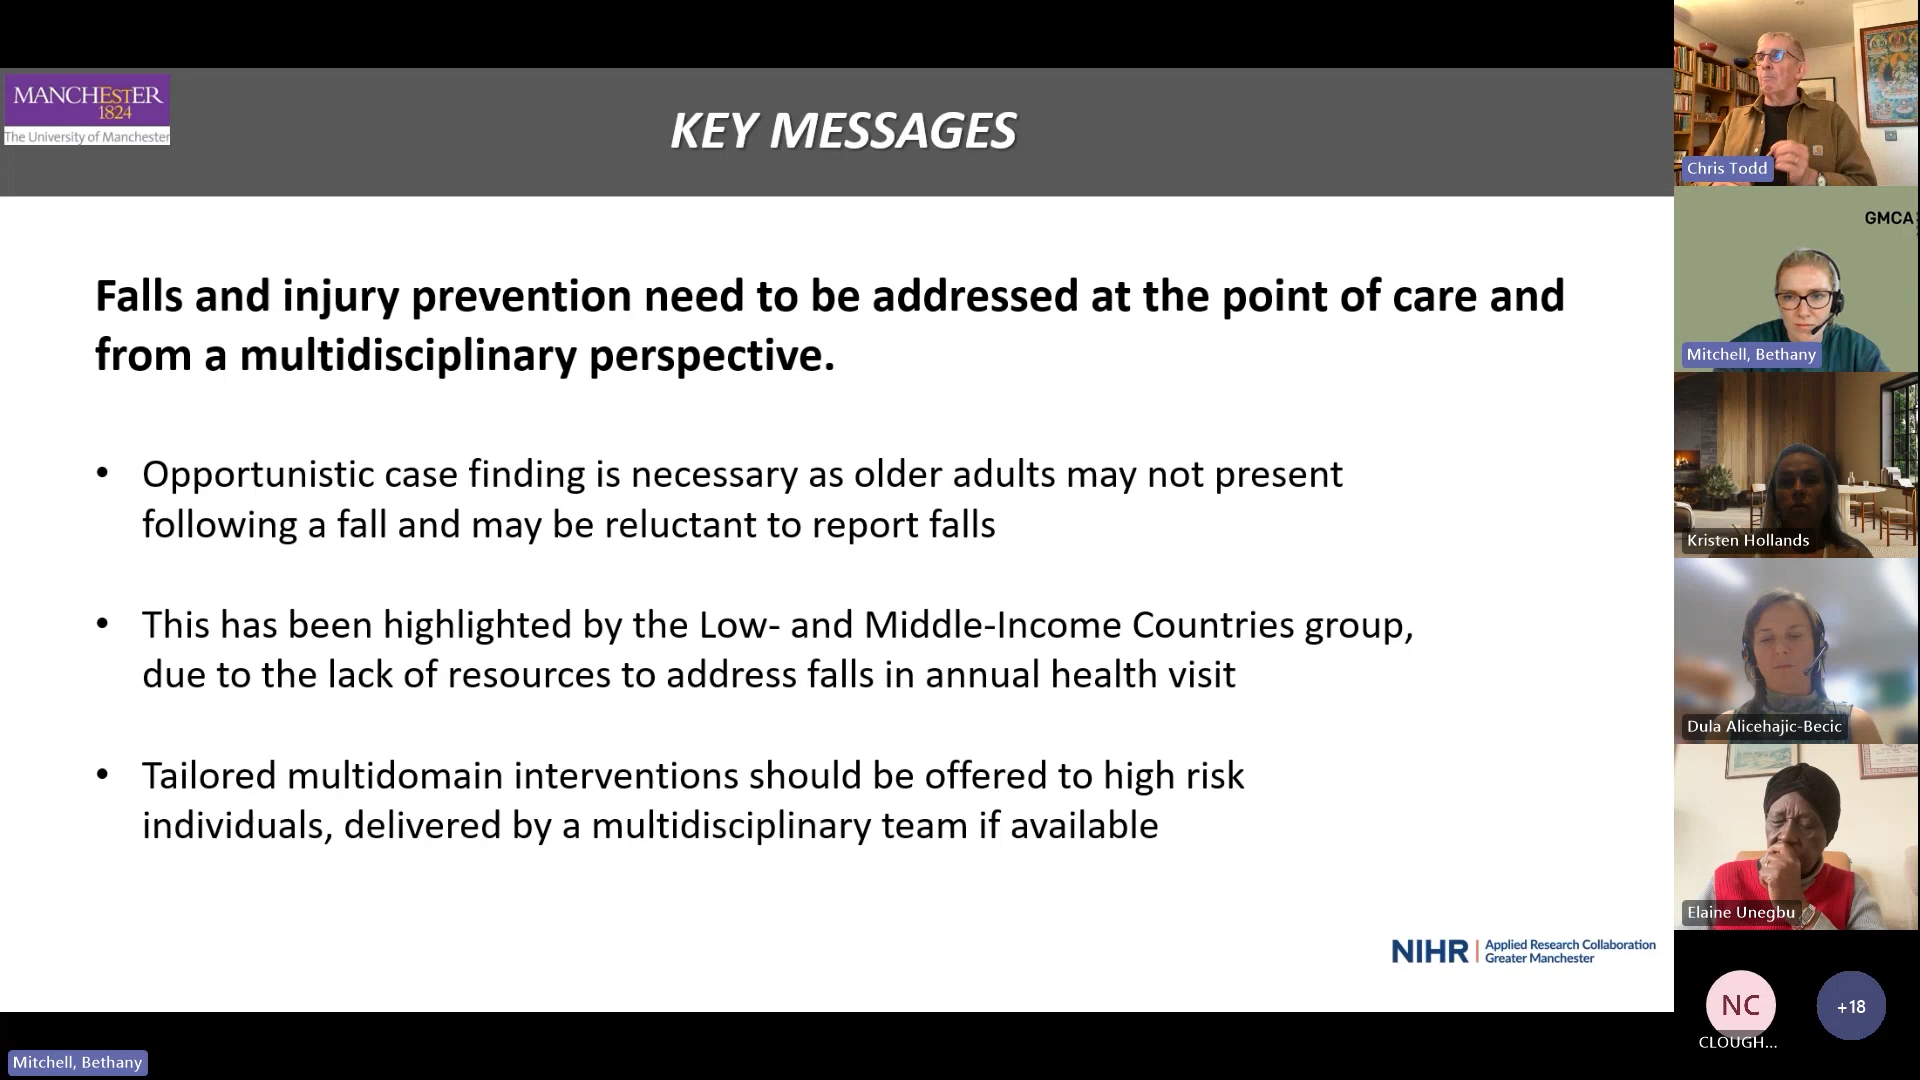 MANCHESTER
1824
The University of Manchester
KEY MESSAGES
Falls and injury prevention need to be addressed at the point of care and
from a multidisciplinary perspective.
• Opportunistic case finding is necessary as older adults may not present
following a fall and may be reluctant to report falls
• This has been highlighted by the Low- and Middle-Income Countries group,
due to the lack of resources to address falls in annual health visit
• Tailored multidomain interventions should be offered to high risk
individuals, delivered by a multidisciplinary team if available
NIHR | Applied Research Collaboration
Greater Manchester
Mitchell, Bethany
Chris Todd
GMCA
Mitchell, Bethany
Kristen Hollands
Dula Alicehajic-Becic
Elaine Unegbu
NC
CLOUGH...
+18